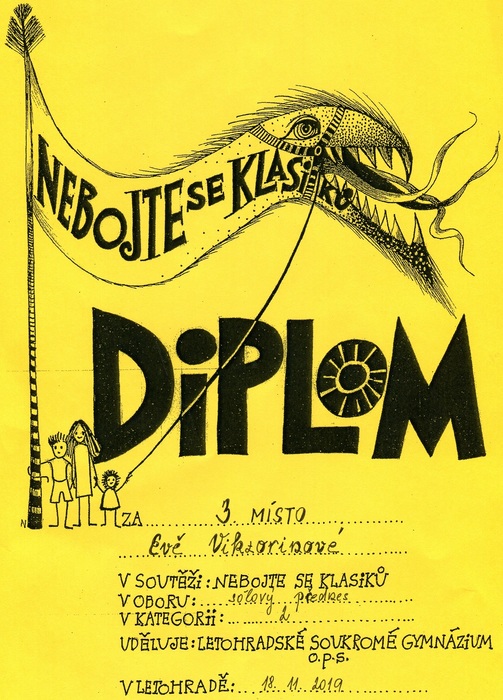 NEBOJTE SE KLASIKŮ
DiPLOM
ZA 3. MÍSTO
Evě Viktorinové
V SOUTĚŽI: NEBOJTE SE KLASIKŮ
V OBORU: sólový přednes
V KATEGORII: 2
UDĚLUJE: LETOHRADSKÉ SOUKROMÉ GYMNÁZIUM
O.P.S.
V LETOHRADĚ: 18. 11. 2019